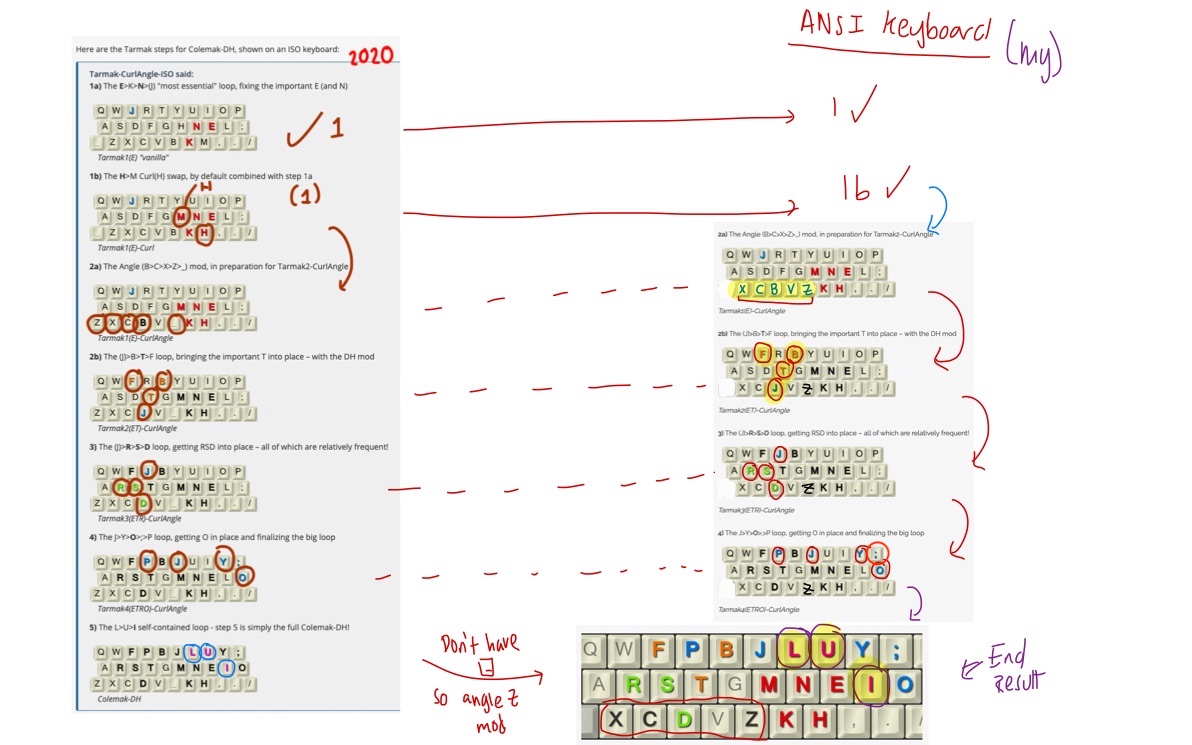 ANSI Keyboard
(my)
Here are the Tarmak steps for Colemak-DH, shown on an ISO keyboard:
2020
Tarmak-CurlAngle-ISO said:
1a) The E>K>N>(J) "most essential" loop, fixing the important E (and N)
Q W J R T Y U I O P
A S D F G H N E L ;
_ Z X C V B K M , . /
Tarmak1(E) "vanilla"
1
1b) The H>M Curl(H) swap, by default combined with step 1a
H
(1)
Q W J R T Y U I O P
A S D F G M N E L ;
_ Z X C V B K H , . /
Tarmak1(E)-Curl
2a) The Angle (B>C>X>Z>_) mod, in preparation for Tarmak2-CurlAngle
Q W J R T Y U I O P
A S D F G M N E L ;
Z X C B V _ K H , . /
Tarmak1(E)-CurlAngle
2b) The (J)>B>T>F loop, bringing the important T into place – with the DH mod
Q W F R B Y U I O P
A S D T G M N E L ;
Z X C J V _ K H , . /
Tarmak2(ET)-CurlAngle
3) The (J)>R>S>D loop, getting RSD into place – all of which are relatively frequent!
Q W F J B Y U I O P
A R S T G M N E L ;
Z X C D V _ K H , . /
Tarmak3(ETR)-CurlAngle
4) The J>Y>O>;>P loop, getting O in place and finalizing the big loop
Q W F P B J U I Y ;
A R S T G M N E L O
Z X C D V _ K H , . /
Tarmak4(ETRO)-CurlAngle
5) The L>U>I self-contained loop - step 5 is simply the full Colemak-DH!
Q W F P B J L U Y ;
A R S T G M N E I O
Z X C D V _ K H , . /
Colemak-DH
1
1b
2a) The Angle (B>C>X>Z>_) mod, in preparation for Tarmak2-CurlAngle
Q W J R T Y U I O P
A S D F G M N E L ;
X C B V Z K H , . /
Tarmak1(E)-CurlAngle
2b) The (J)>B>T>F loop, bringing the important T into place – with the DH mod
Q W F R B Y U I O P
A S D T G M N E L ;
X C J V Z K H , . /
Tarmak2(ET)-CurlAngle
3) The (J)>R>S>D loop, getting RSD into place – all of which are relatively frequent!
Q W F J B Y U I O P
A R S T G M N E L ;
X C D V Z K H , . /
Tarmak3(ETR)-CurlAngle
4) The J>Y>O>;>P loop, getting O in place and finalizing the big loop
Q W F P B J U I Y ;
A R S T G M N E L O
X C D V Z K H , . /
Tarmak4(ETRO)-CurlAngle
Don't have
so angle Z
mod
Q W F P B J L U Y ;
A R S T G M N E I O
X C D V Z K H , . /
End
Result